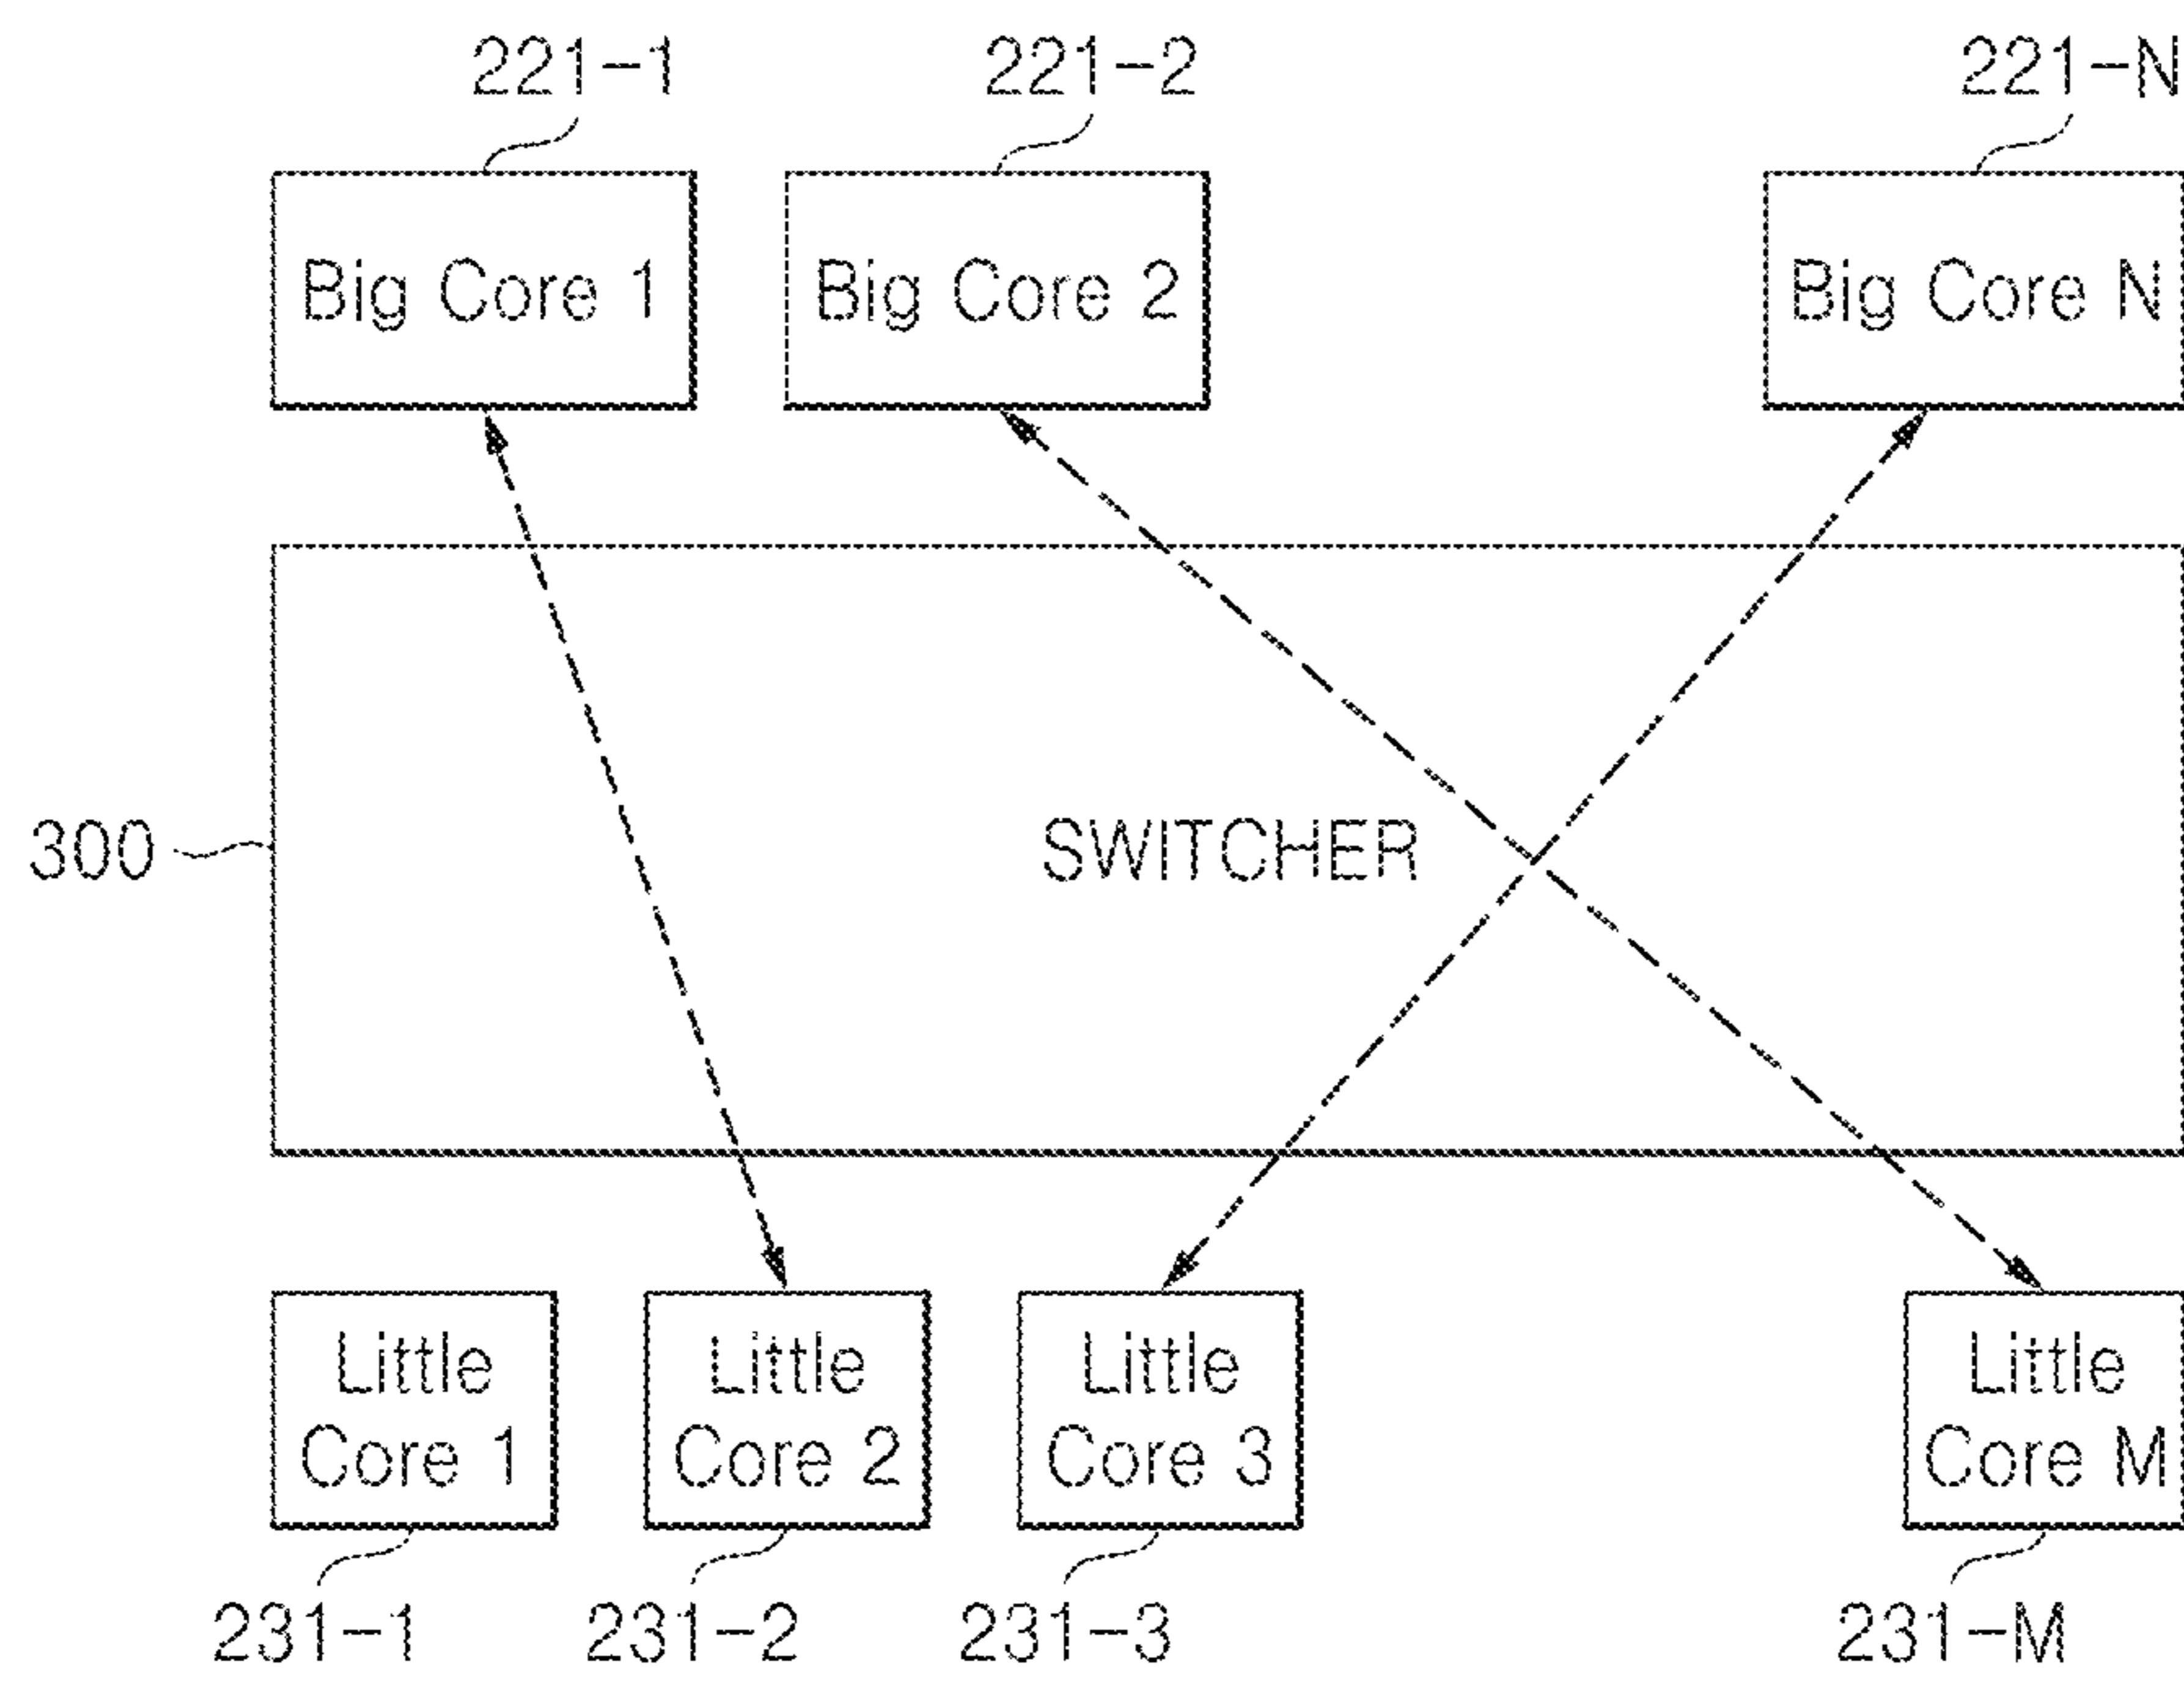 221-1
221-2
221-N
Big Core 1
Big Core 2
Big Core N
300
SWITCHER
Little
Core 1
Little
Core 2
Little
Core 3
Little
Core M
231-1
231-2
231-3
231-M